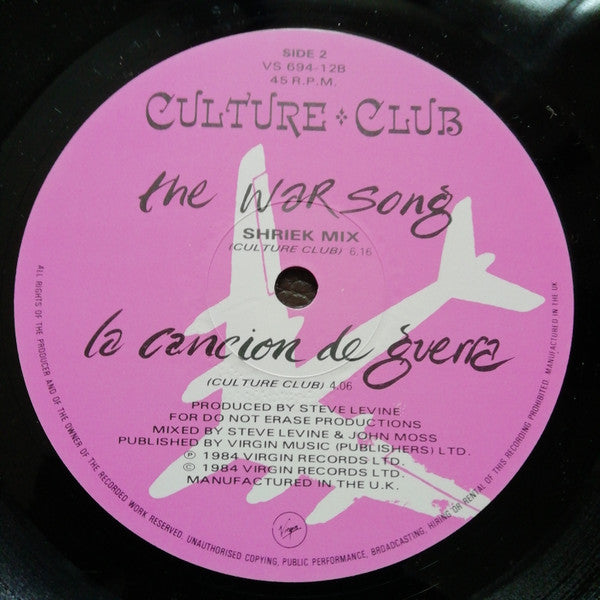 SIDE 2
VS 694-12B
45 R.P.M.
CULTURE CLUB
the WaR song
SHRIEK MIX
(CULTURE CLUB) 6.16
la cancion de guerra
(CULTURE CLUB) 4.06
PRODUCED BY STEVE LEVINE
FOR DO NOT ERASE PRODUCTIONS
MIXED BY STEVE LEVINE & JOHN MOSS
PUBLISHED BY VIRGIN MUSIC (PUBLISHERS) LTD.
℗ 1984 VIRGIN RECORDS LTD.
© 1984 VIRGIN RECORDS LTD.
MANUFACTURED IN THE U.K.
Virgin
ALL RIGHTS OF THE PRODUCER AND OF THE OWNER OF THE RECORDED WORK RESERVED. UNAUTHORISED COPYING, PUBLIC PERFORMANCE, BROADCASTING, HIRING OR RENTAL OF THIS RECORDING PROHIBITED. MANUFACTURED IN THE UK